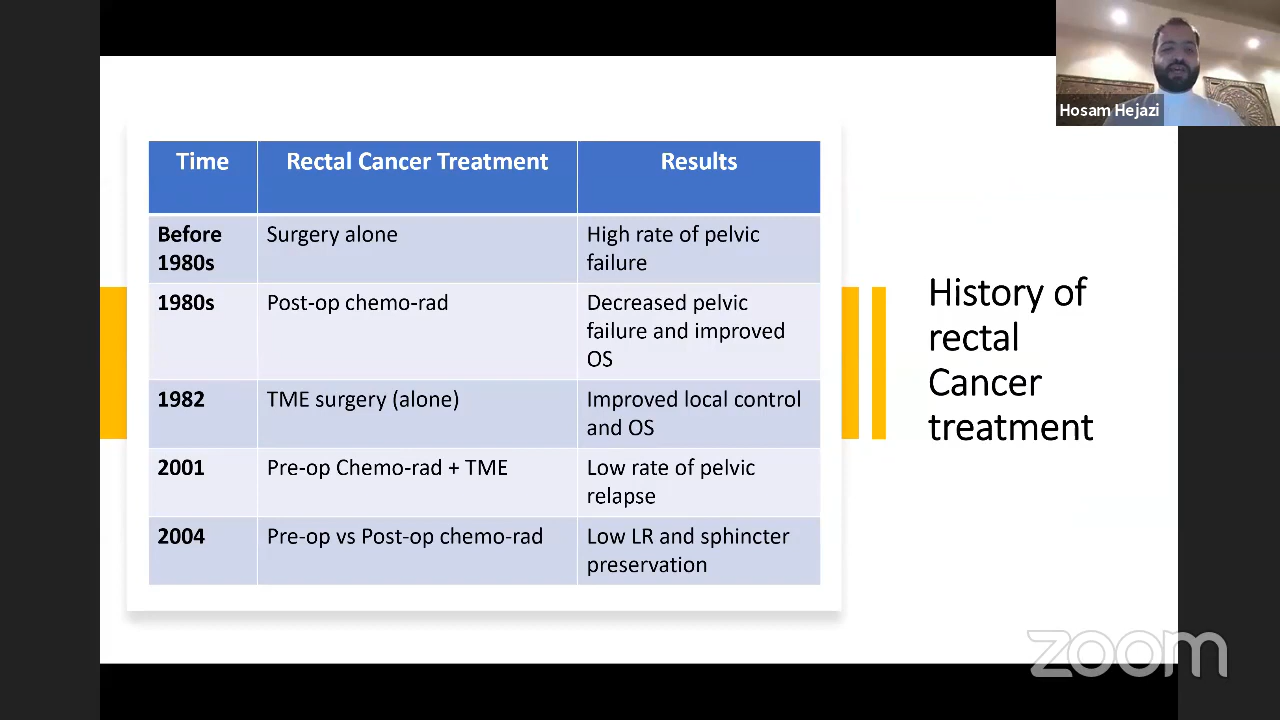 Hosam Hejazi
Time
Rectal Cancer Treatment
Results
Before
1980s
Surgery alone
High rate of pelvic
failure
1980s
Post-op chemo-rad
Decreased pelvic
failure and improved
OS
1982
TME surgery (alone)
Improved local control
and OS
2001
Pre-op Chemo-rad + TME
Low rate of pelvic
relapse
2004
Pre-op vs Post-op chemo-rad
Low LR and sphincter
preservation
History of
rectal
Cancer
treatment
zoom